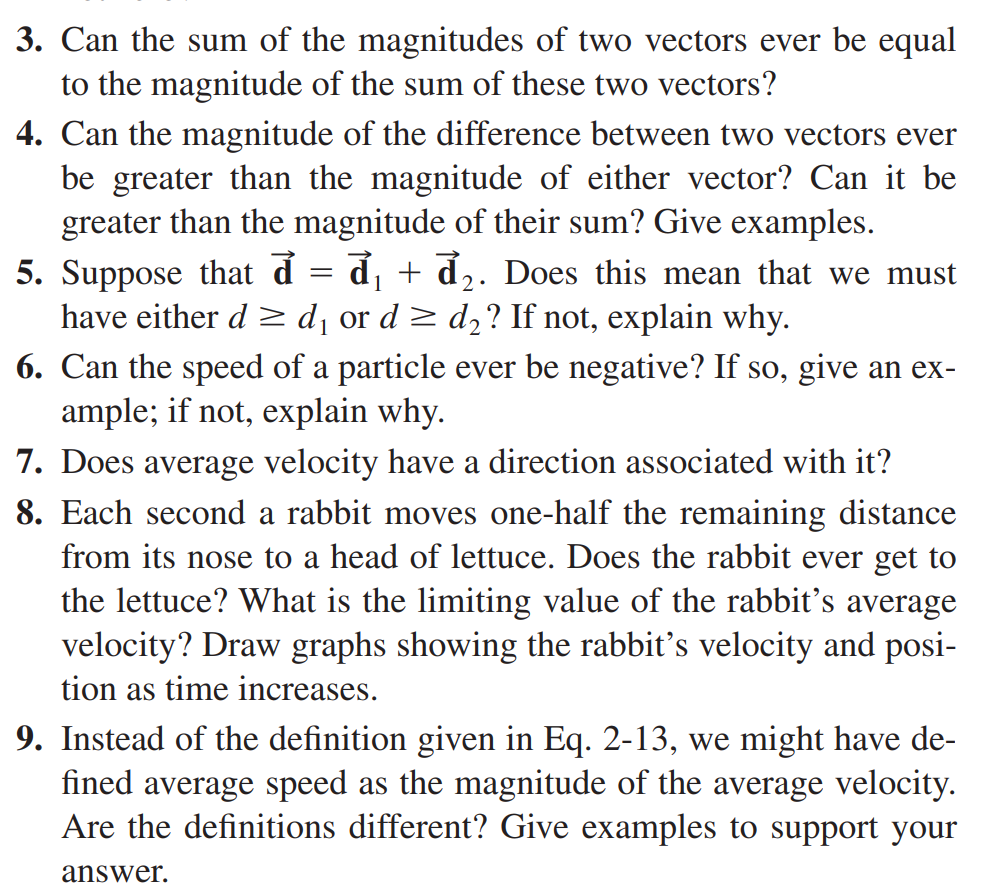 3. Can the sum of the magnitudes of two vectors ever be equal
to the magnitude of the sum of these two vectors?
4. Can the magnitude of the difference between two vectors ever
be greater than the magnitude of either vector? Can it be
greater than the magnitude of their sum? Give examples.
5. Suppose that d⃗ = d⃗₁ + d⃗₂. Does this mean that we must
have either d ≥ d₁ or d ≥ d₂? If not, explain why.
6. Can the speed of a particle ever be negative? If so, give an ex-
ample; if not, explain why.
7. Does average velocity have a direction associated with it?
8. Each second a rabbit moves one-half the remaining distance
from its nose to a head of lettuce. Does the rabbit ever get to
the lettuce? What is the limiting value of the rabbit’s average
velocity? Draw graphs showing the rabbit’s velocity and posi-
tion as time increases.
9. Instead of the definition given in Eq. 2-13, we might have de-
fined average speed as the magnitude of the average velocity.
Are the definitions different? Give examples to support your
answer.